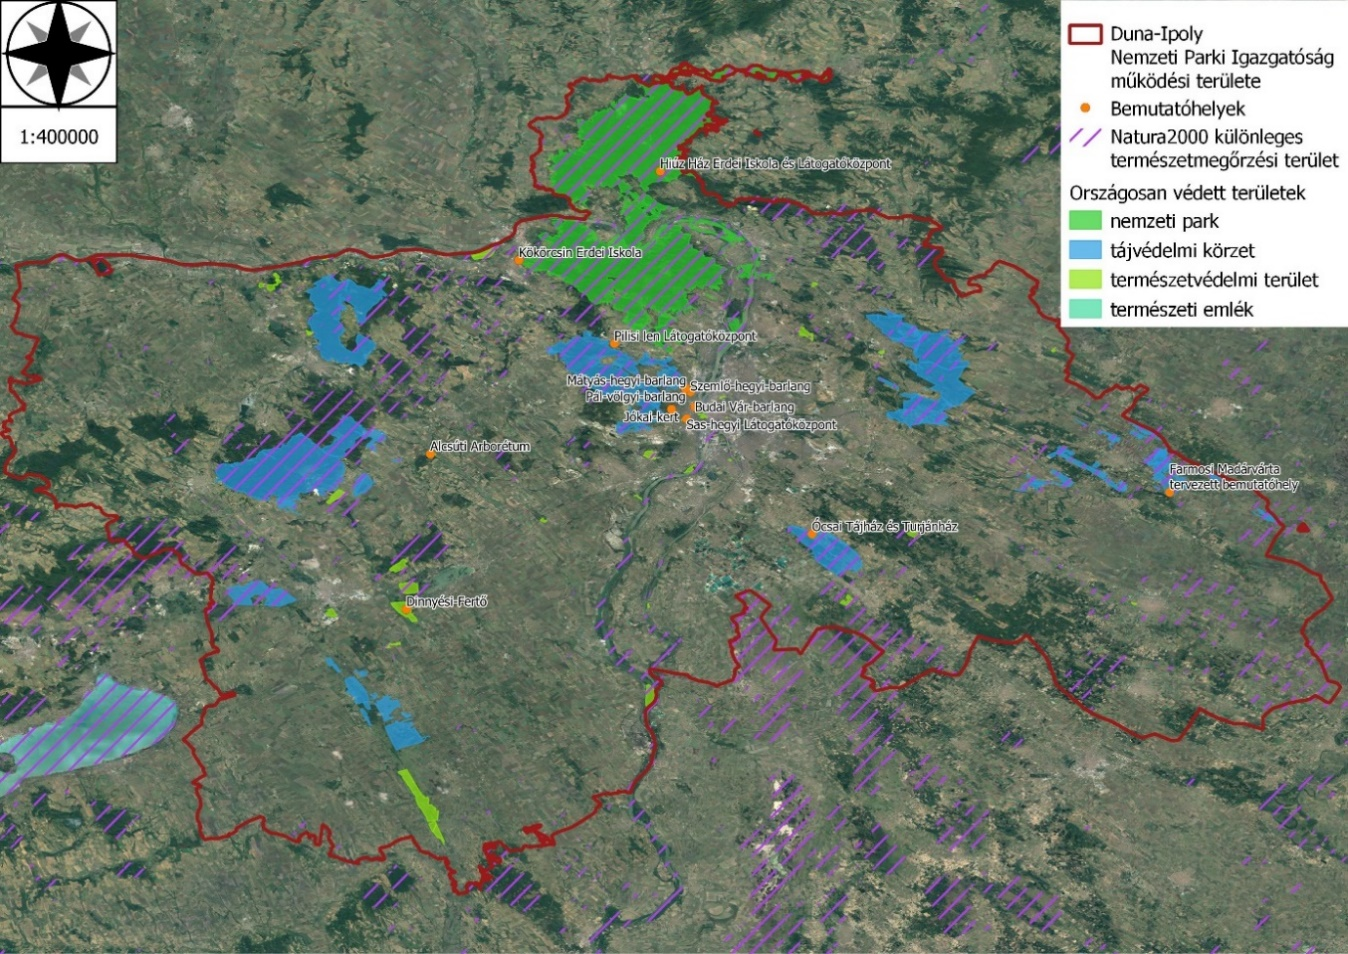 1:400000
Duna-Ipoly
Nemzeti Parki Igazgatóság
működési területe
Bemutatóhelyek
Natura2000 különleges
természetmegőrzési terület
Országosan védett területek
nemzeti park
tájvédelmi körzet
természetvédelmi terület
természeti emlék
Hiúz Ház Erdei Iskola és Látogatóközpont
Kökörcsin Erdei Iskola
Pilisi len Látogatóközpont
Mátyás-hegyi-barlang
Szemlő-hegyi-barlang
Pál-völgyi-barlang
Budai Vár-barlang
Jókai-kert
Sas-hegyi Látogatóközpont
Alcsúti Arborétum
Farmosi Madárvárta
tervezett bemutatóhely
Ócsai Tájház és Turjánház
Dinnyési-Fertő